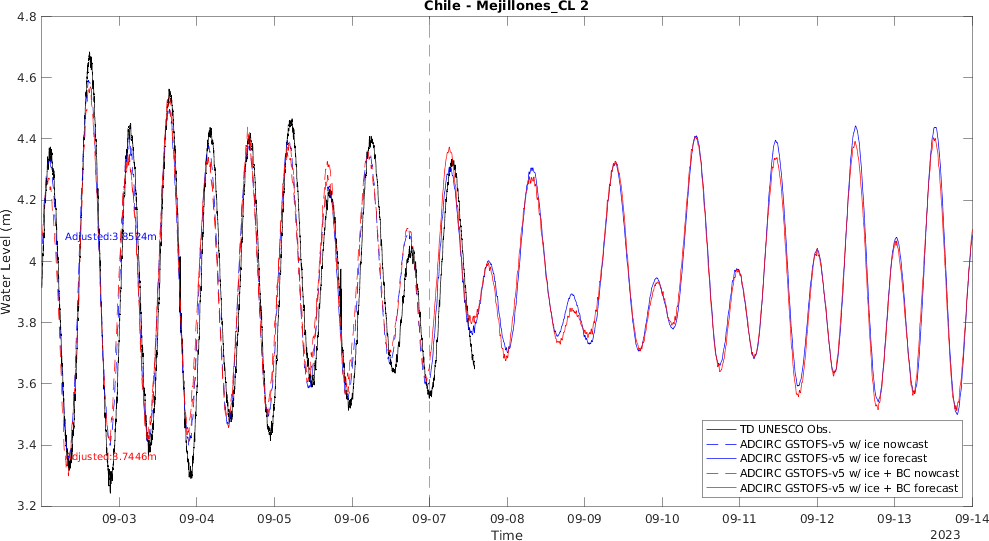 Chile - Mejillones_CL 2
4.8
4.6
4.4
4.2
4
3.8
3.6
3.4
3.2
Water Level (m)
Adjusted:3.8524m
Adjusted:3.7446m
TD UNESCO Obs.
ADCIRC GSTOFS-v5 w/ ice nowcast
ADCIRC GSTOFS-v5 w/ ice forecast
ADCIRC GSTOFS-v5 w/ ice + BC nowcast
ADCIRC GSTOFS-v5 w/ ice + BC forecast
09-03 09-04 09-05 09-06 09-07 09-08 09-09 09-10 09-11 09-12 09-13 09-14
Time
2023